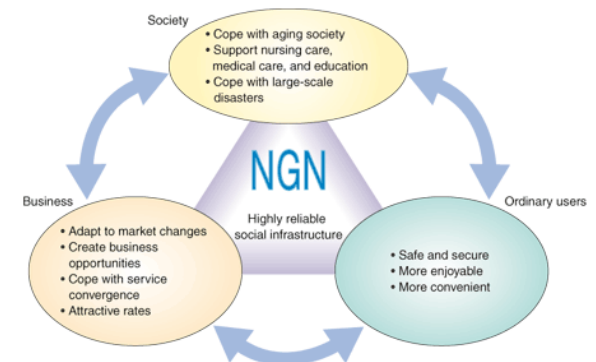 Society
• Cope with aging society
• Support nursing care,
medical care, and education
• Cope with large-scale
disasters
NGN
Highly reliable
social infrastructure
Business
• Adapt to market changes
• Create business
opportunities
• Cope with service
convergence
• Attractive rates
Ordinary users
• Safe and secure
• More enjoyable
• More convenient